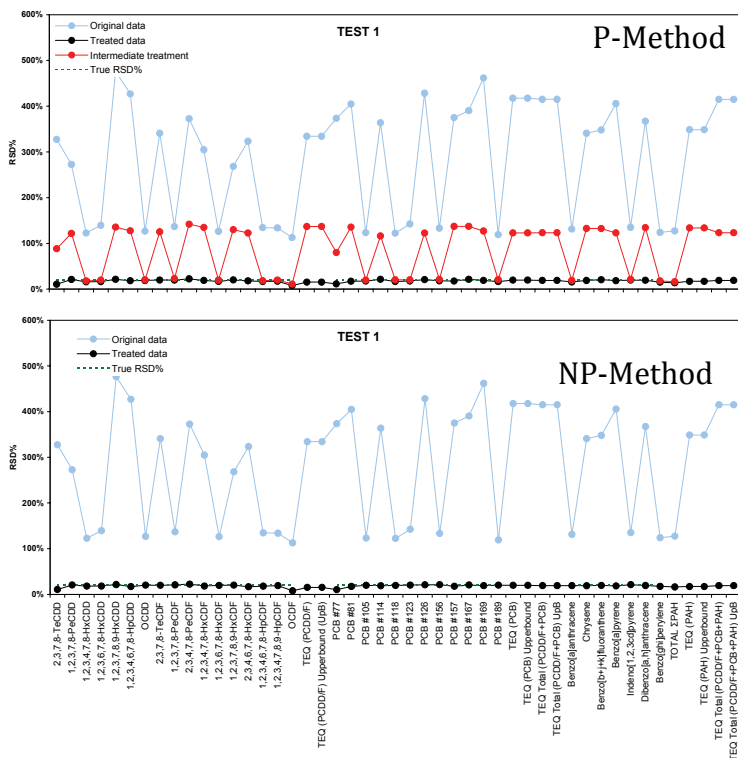 600%
500%
400%
300%
200%
100%
0%
RSD%
Original data
Treated data
Intermediate treatment
True RSD%
TEST 1
P-Method
600%
500%
400%
300%
200%
100%
0%
RSD%
Original data
Treated data
True RSD%
TEST 1
NP-Method
2,3,7,8-TeCDD
1,2,3,7,8-PeCDD
1,2,3,4,7,8-HxCDD
1,2,3,6,7,8-HxCDD
1,2,3,7,8,9-HxCDD
1,2,3,4,6,7,8-HpCDD
OCDD
2,3,7,8-TeCDF
1,2,3,7,8-PeCDF
2,3,4,7,8-PeCDF
1,2,3,4,7,8-HxCDF
1,2,3,6,7,8-HxCDF
1,2,3,7,8,9-HxCDF
2,3,4,6,7,8-HxCDF
1,2,3,4,6,7,8-HpCDF
1,2,3,4,7,8,9-HpCDF
OCDF
TEQ (PCDD/F)
TEQ (PCDD/F) Upperbound (UpB)
PCB #77
PCB #81
PCB #105
PCB #114
PCB #118
PCB #123
PCB #126
PCB #156
PCB #157
PCB #167
PCB #169
PCB #189
TEQ (PCB)
TEQ (PCB) Upperbound
TEQ Total (PCDD/F+PCB)
TEQ Total (PCDD/F+PCB) UpB
Benzo[a]anthracene
Chrysene
Benzo[b+j+k]fluoranthene
Benzo[a]pyrene
Indeno[1,2,3cd]pyrene
Dibenzo[a,h]anthracene
Benzo[ghi]perylene
TOTAL ΣPAH
TEQ (PAH)
TEQ (PAH) Upperbound
TEQ Total (PCDD/F+PCB+PAH)
TEQ Total (PCDD/F+PCB+PAH) UpB